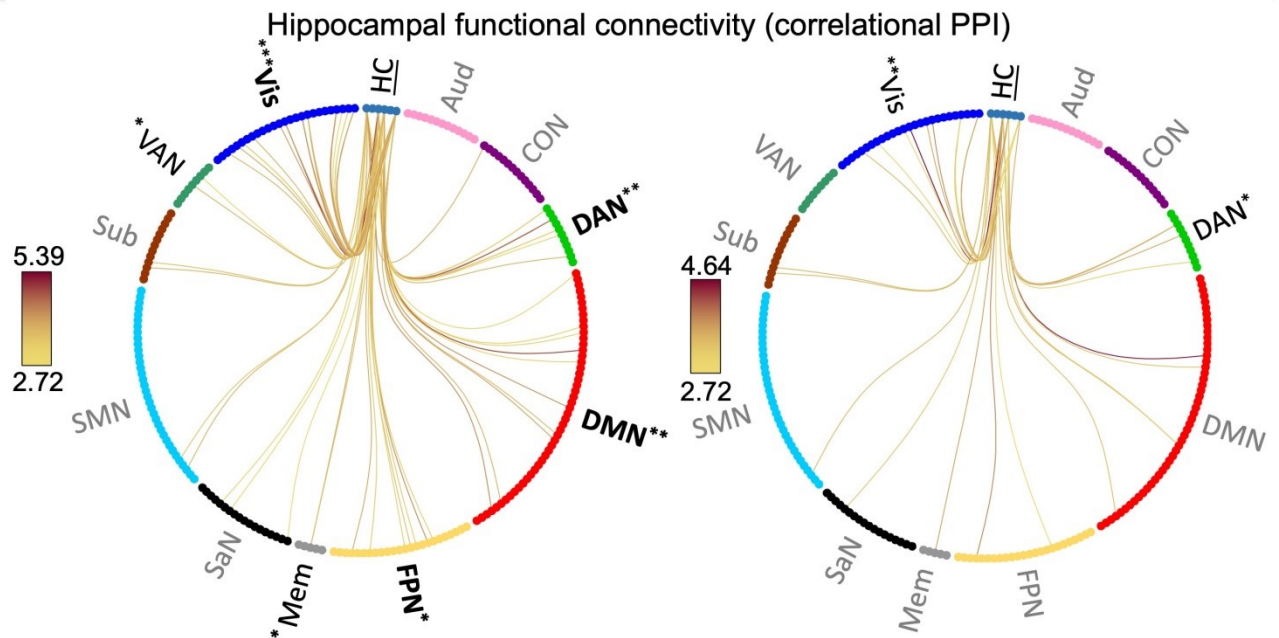 Hippocampal functional connectivity (correlational PPI)
***Vis
HC
Aud
CON
DAN**
DMN**
FPN*
*Mem
SaN
SMN
Sub
*VAN
5.39
2.72
**Vis
HC
Aud
CON
DAN*
DMN
FPN
Mem
SaN
SMN
Sub
VAN
4.64
2.72